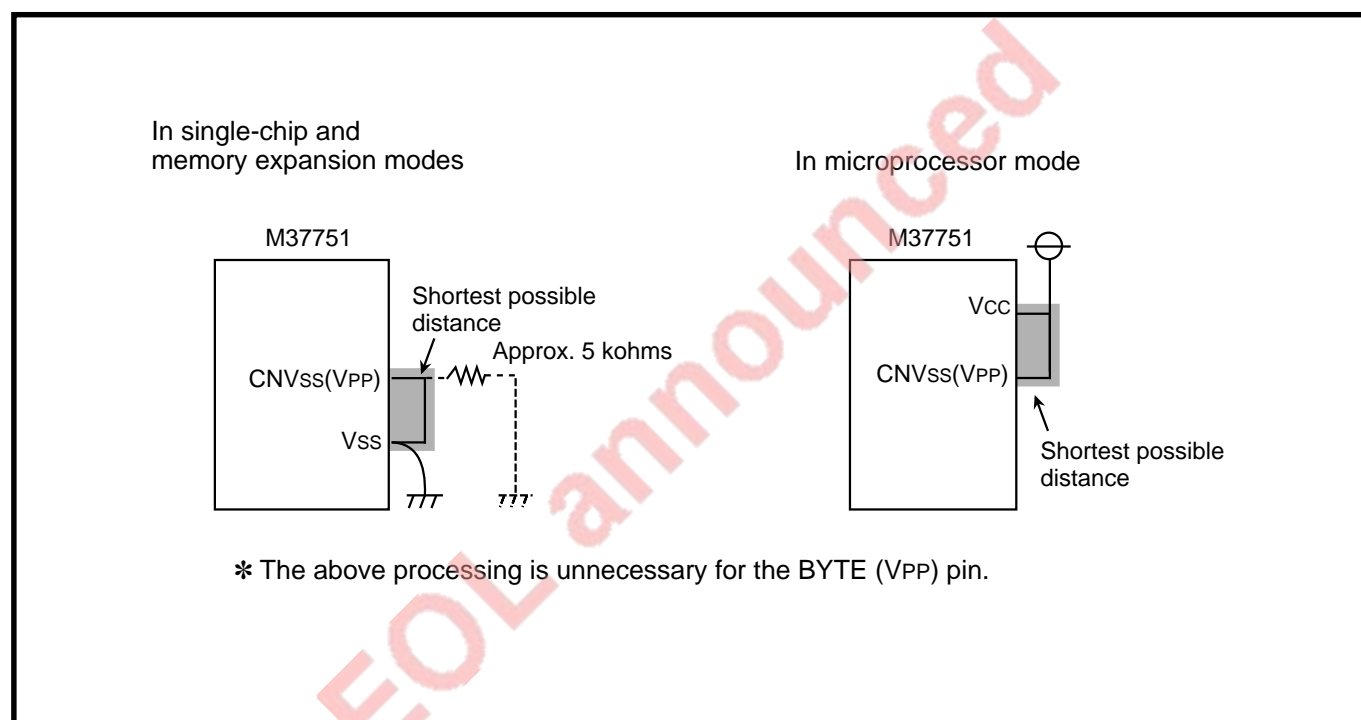 In single-chip and
memory expansion modes
M37751
Shortest possible
distance
Approx. 5 kohms
CNVSS(VPP)
VSS
In microprocessor mode
M37751
VCC
CNVSS(VPP)
Shortest possible
distance
✽ The above processing is unnecessary for the BYTE (VPP) pin.
EOL announced